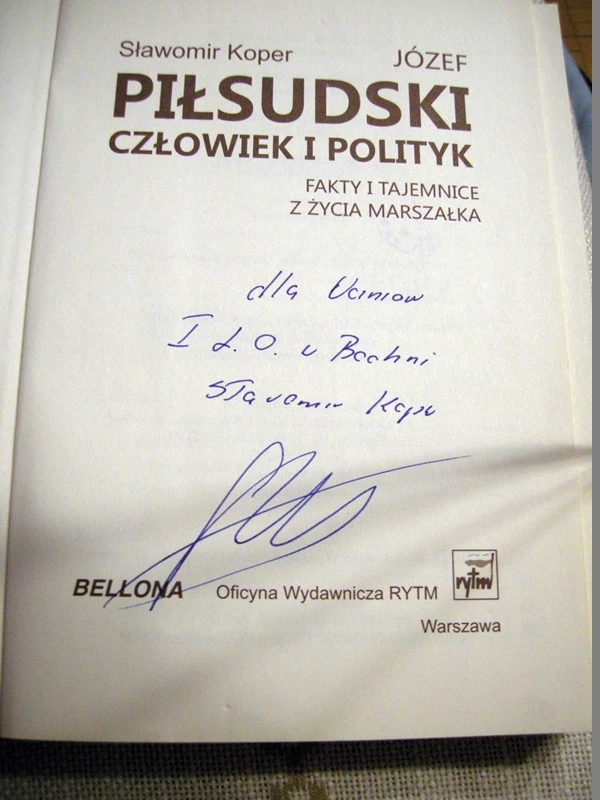 Sławomir Koper
JÓZEF
PIŁSUDSKI
CZŁOWIEK I POLITYK
FAKTY I TAJEMNICE
Z ŻYCIA MARSZAŁKA
dla Uczniów
I L.O. w Bochni
Sławomir Koper
BELLONA
Oficyna Wydawnicza RYTM
rytm
Warszawa